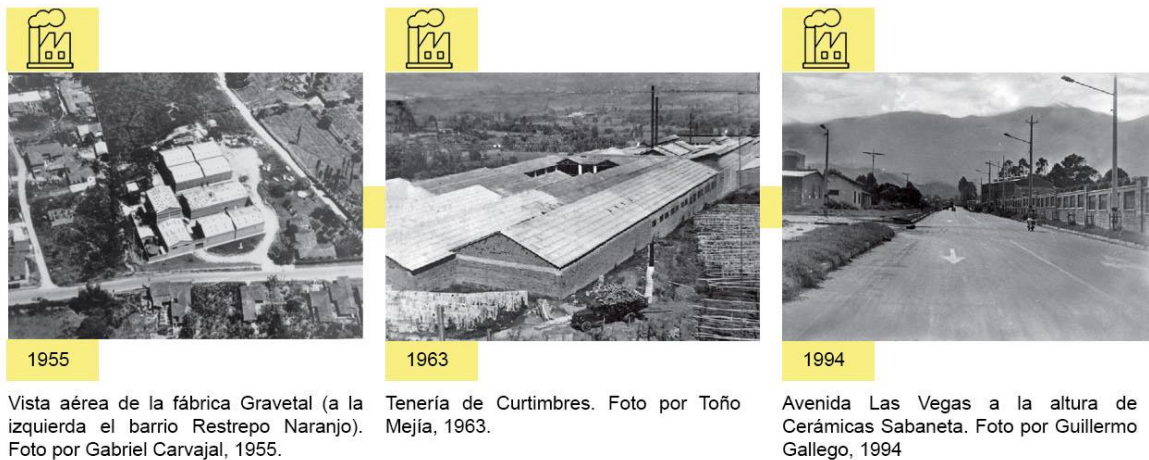 1955
Vista aérea de la fábrica Gravetal (a la
izquierda el barrio Restrepo Naranjo).
Foto por Gabriel Carvajal, 1955.
1963
Tenería de Curtimbres. Foto por Toño
Mejía, 1963.
1994
Avenida Las Vegas a la altura de
Cerámicas Sabaneta. Foto por Guillermo
Gallego, 1994